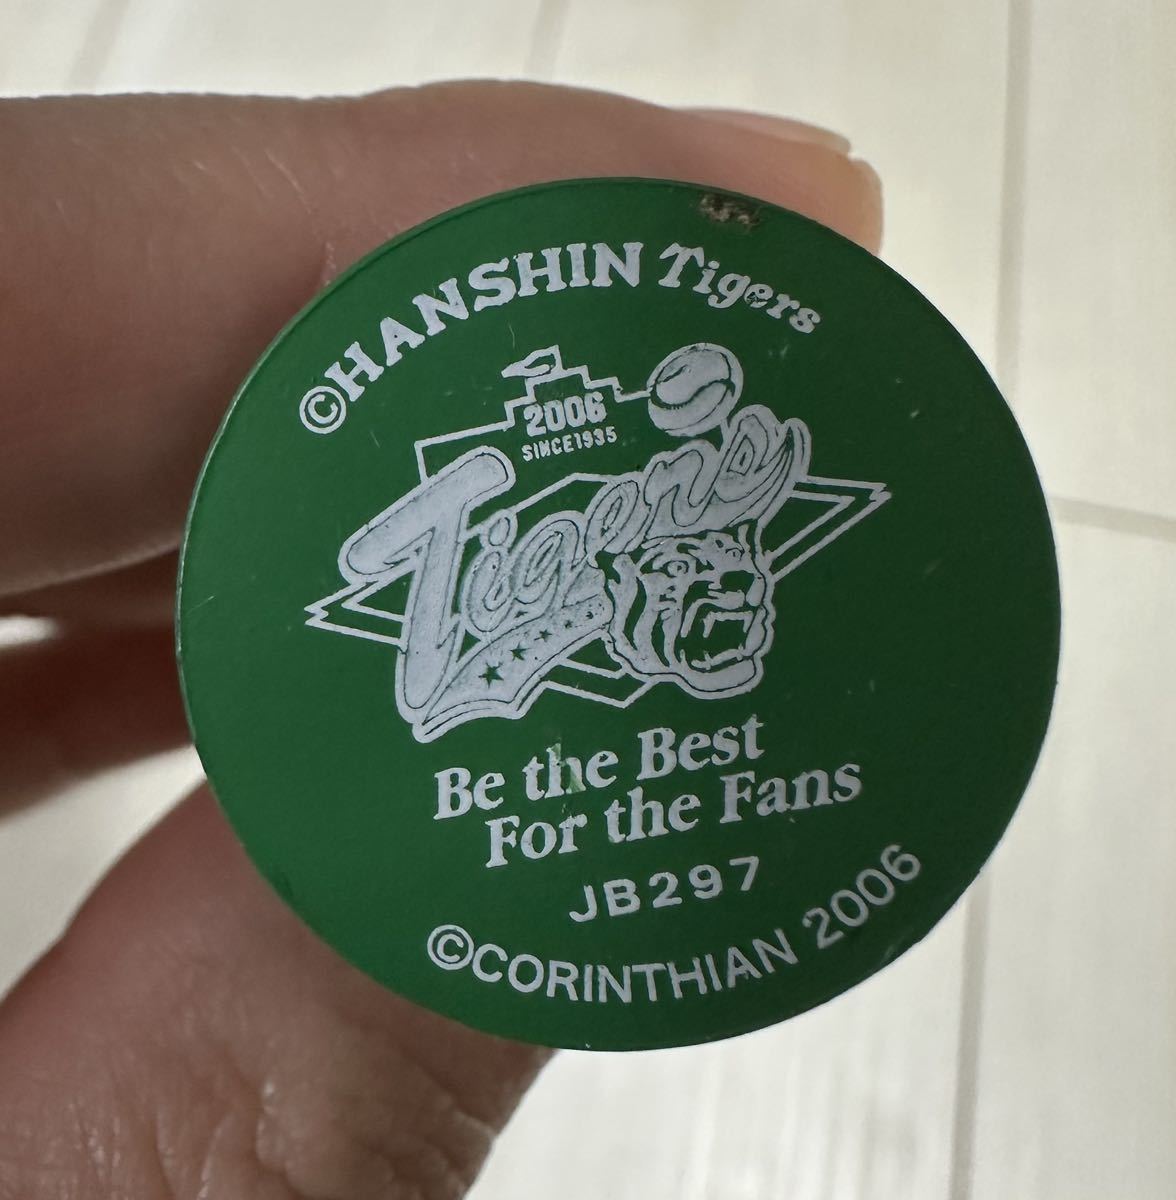 ©HANSHIN Tigers
2006
SINCE1935
Tigers
Be the Best
For the Fans
JB297
©CORINTHIAN 2006